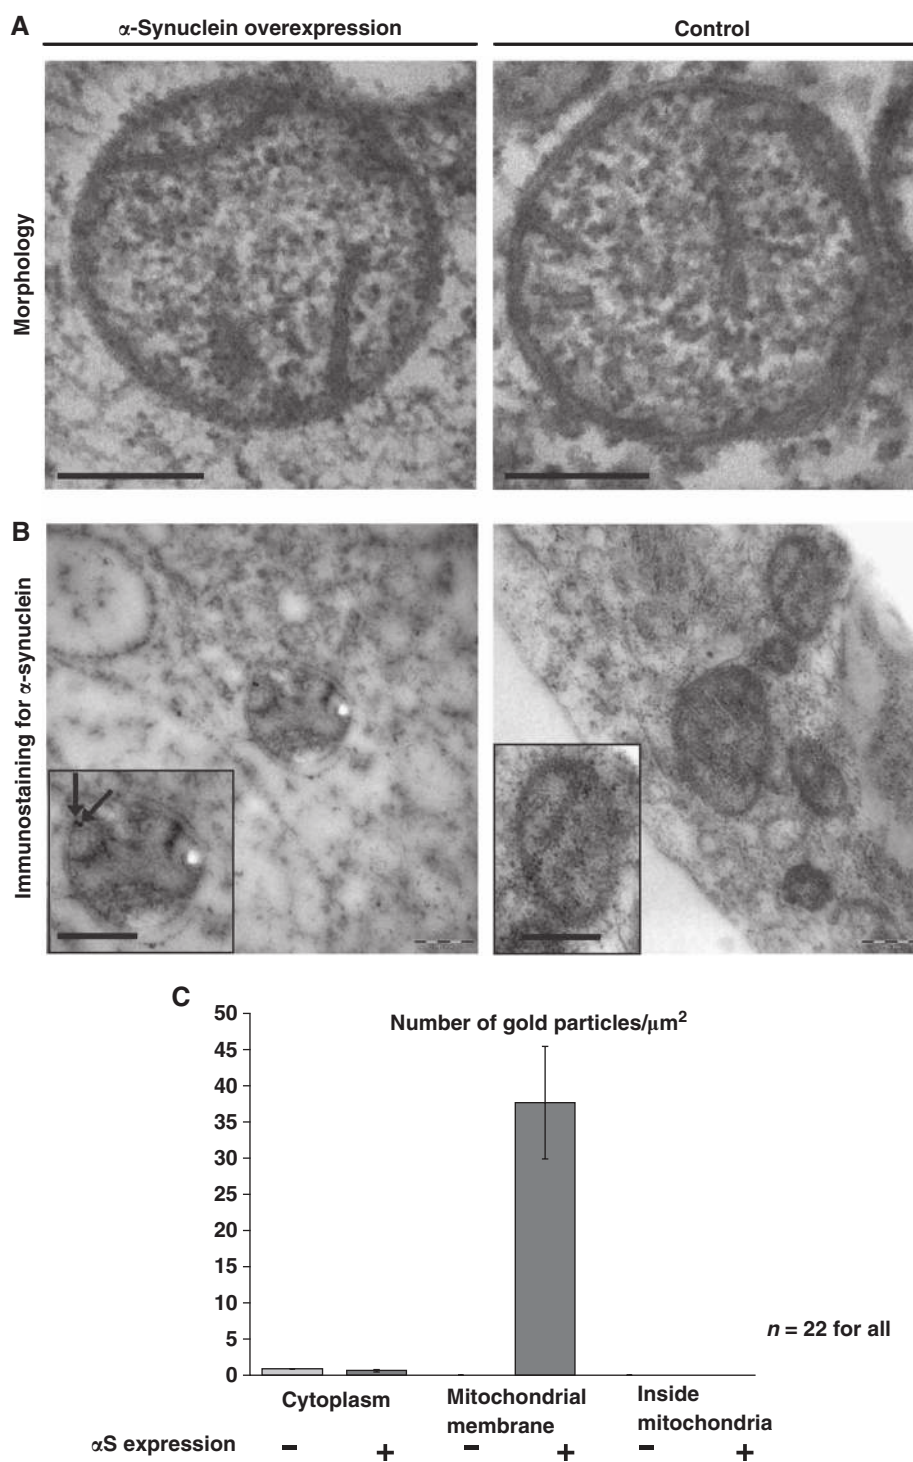 A
α-Synuclein overexpression
Control
Morphology
B
Immunostaining for α-synuclein
C
Number of gold particles/μm²
50
45
40
35
30
25
20
15
10
5
0
n = 22 for all
Cytoplasm
Mitochondrial
membrane
Inside
mitochondria
αS expression
− + − + − +